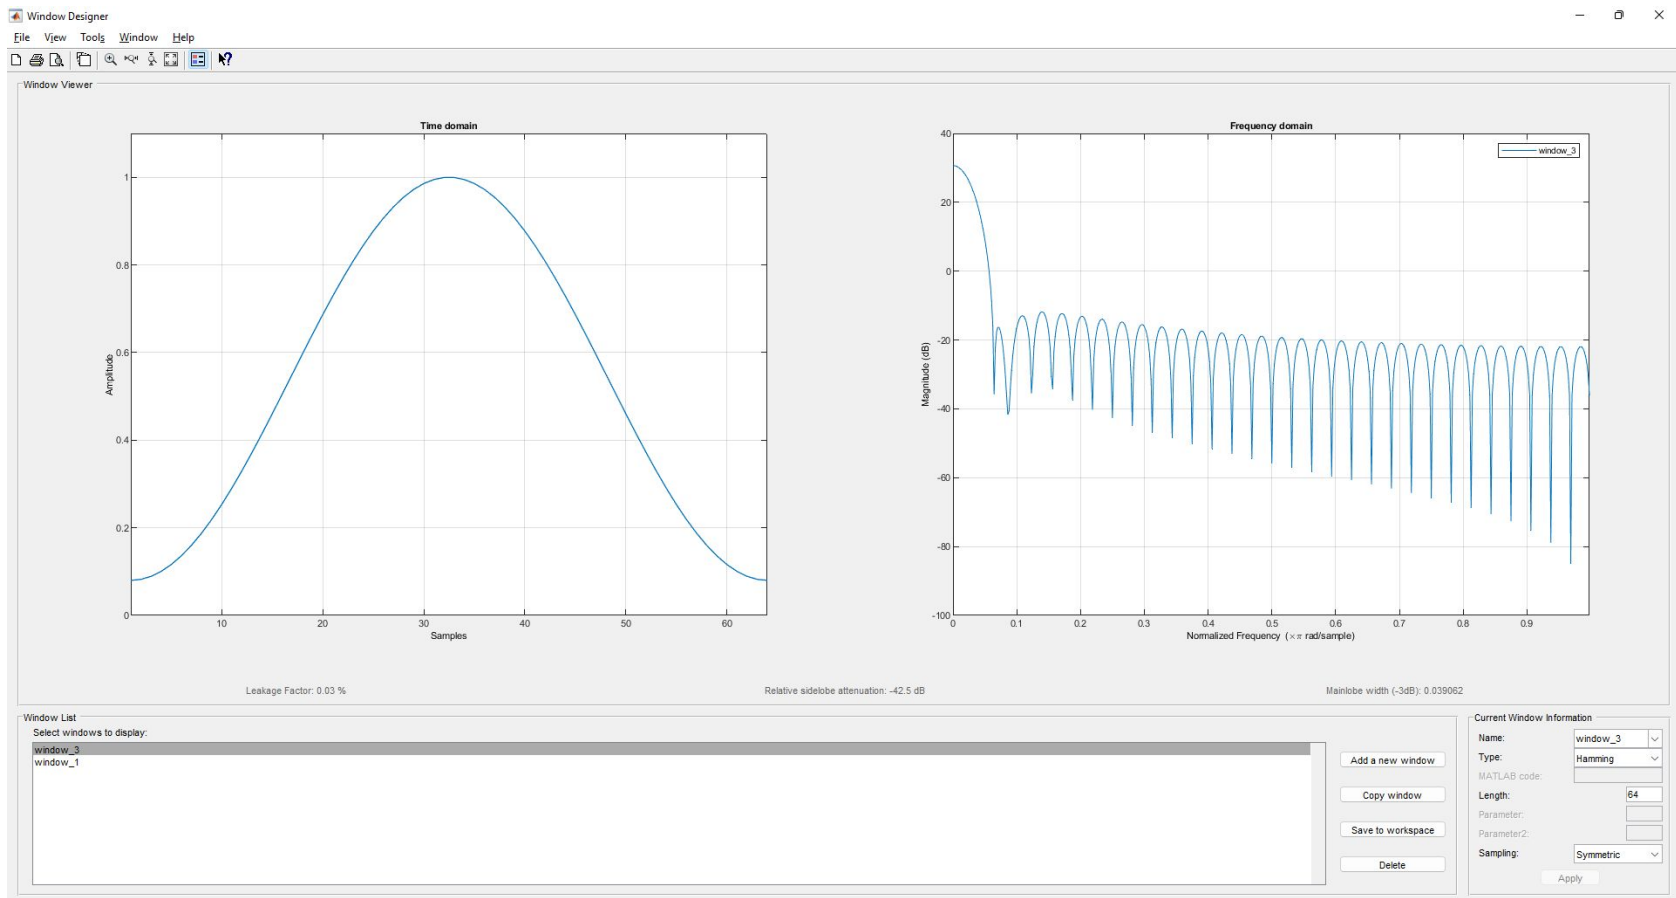 Window Designer
File View Tools Window Help
Window Viewer
Time domain
1
0.8
0.6
0.4
0.2
0
Amplitude
10 20 30 40 50 60
Samples
Frequency domain
window_3
40
20
0
-20
-40
-60
-80
-100
Magnitude (dB)
0 0.1 0.2 0.3 0.4 0.5 0.6 0.7 0.8 0.9
Normalized Frequency (×π rad/sample)
Leakage Factor: 0.03 %
Relative sidelobe attenuation: -42.5 dB
Mainlobe width (-3dB): 0.039062
Window List
Select windows to display:
window_3
window_1
Add a new window
Copy window
Save to workspace
Delete
Current Window Information
Name: window_3
Type: Hamming
MATLAB code:
Length: 64
Parameter:
Parameter2:
Sampling: Symmetric
Apply